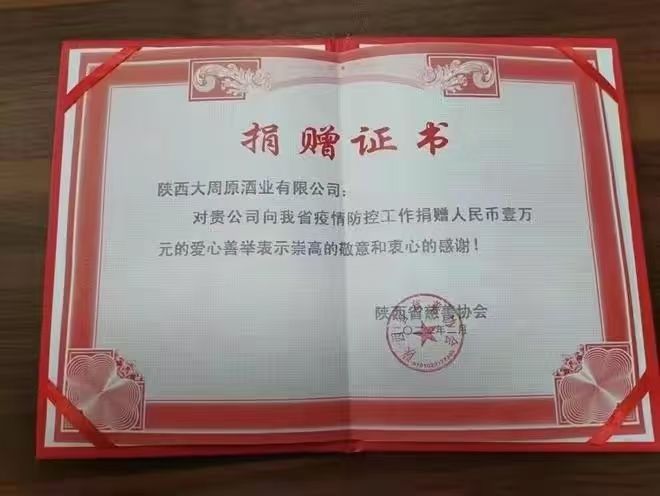 捐赠证书
陕西大周原酒业有限公司：
对贵公司向我省疫情防控工作捐赠人民币壹万
元的爱心善举表示崇高的敬意和衷心的感谢！
陕西省慈善协会
二月